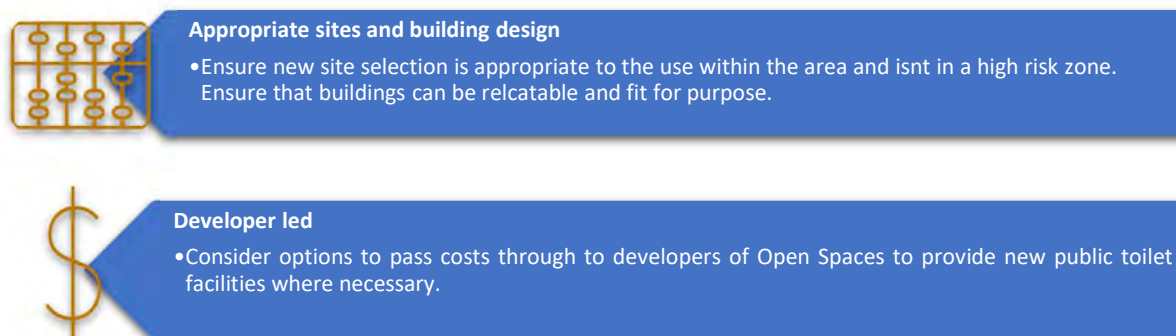 Appropriate sites and building design
•Ensure new site selection is appropriate to the use within the area and isnt in a high risk zone.
Ensure that buildings can be relcatable and fit for purpose.
Developer led
•Consider options to pass costs through to developers of Open Spaces to provide new public toilet
facilities where necessary.